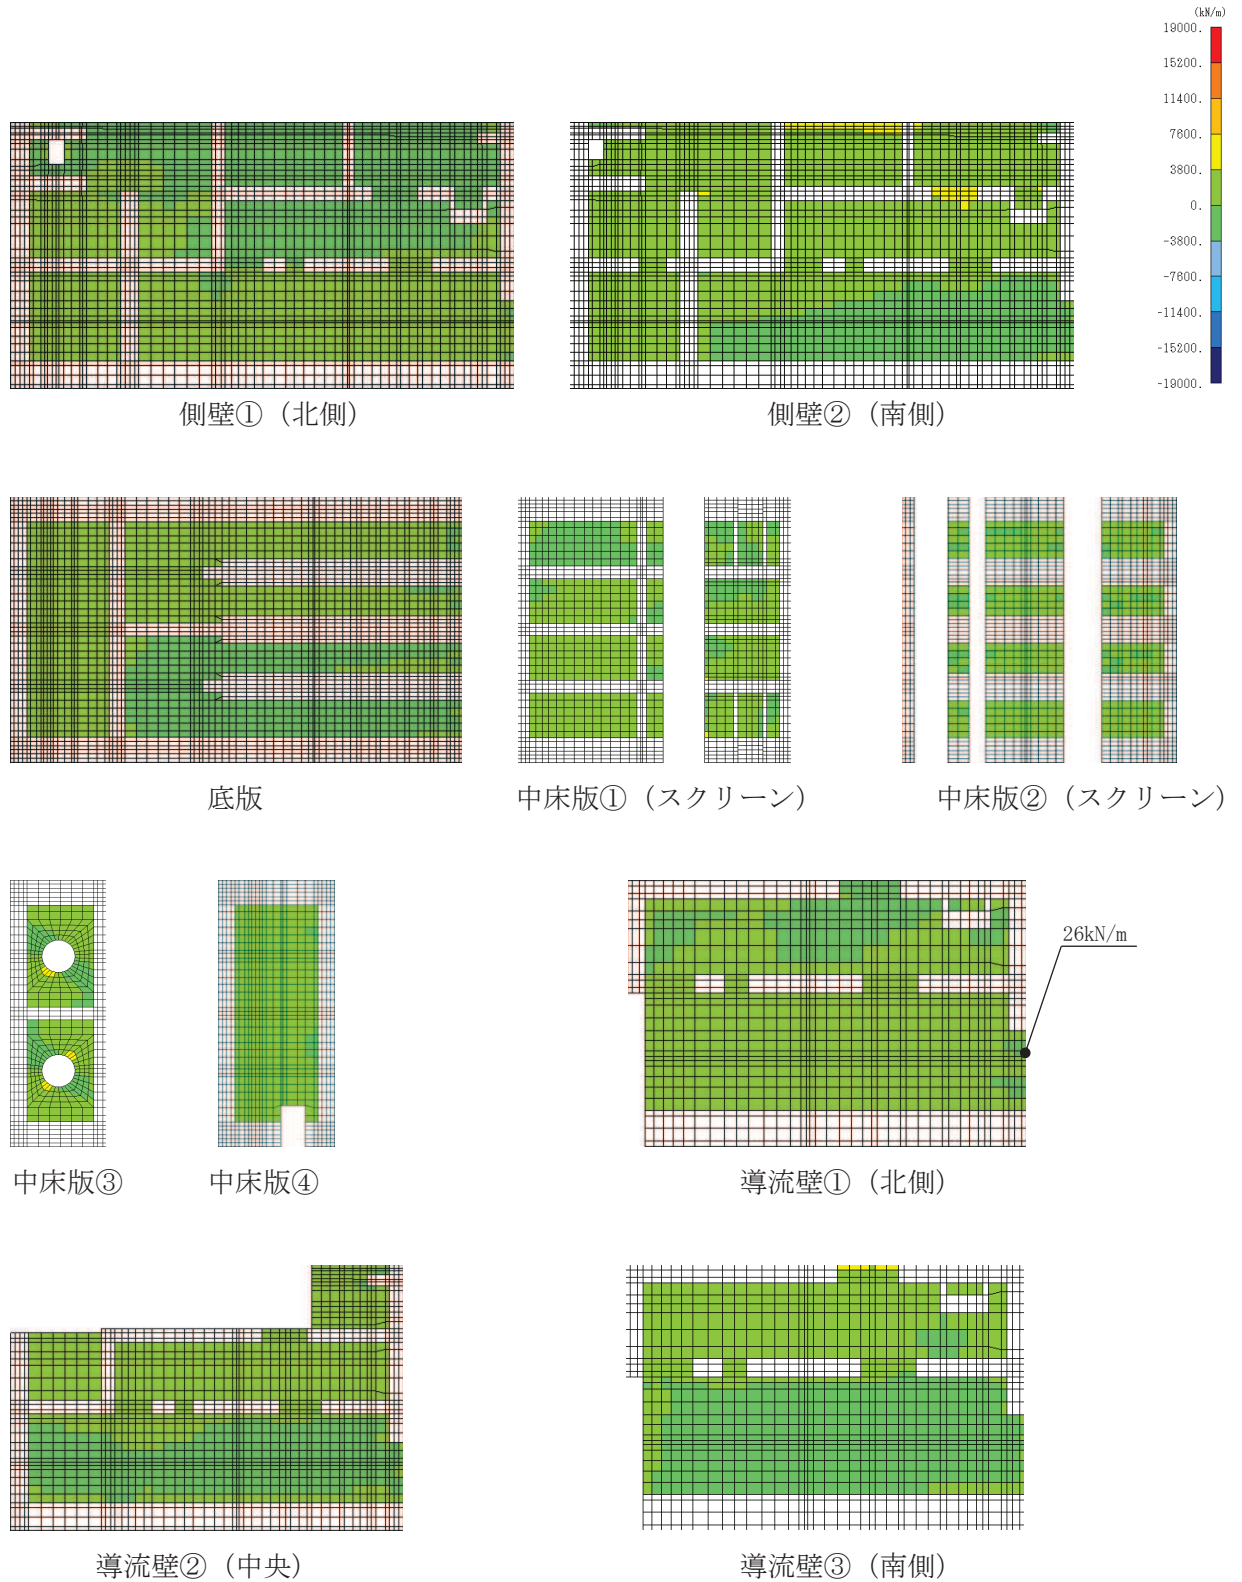 (kN/m)
19000.
15200.
11400.
7600.
3800.
0.
-3800.
-7600.
-11400.
-15200.
-19000.
側壁①（北側）
側壁②（南側）
底版
中床版①（スクリーン）
中床版②（スクリーン）
26kN/m
中床版③
中床版④
導流壁①（北側）
導流壁②（中央）
導流壁③（南側）